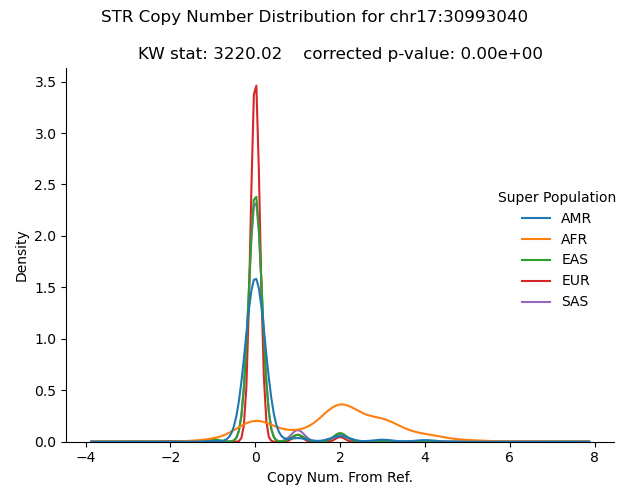 STR Copy Number Distribution for chr17:30993040
KW stat: 3220.02    corrected p-value: 0.00e+00
3.5
3.0
2.5
2.0
1.5
1.0
0.5
0.0
Density
Super Population
AMR
AFR
EAS
EUR
SAS
−4
−2
0
2
4
6
8
Copy Num. From Ref.